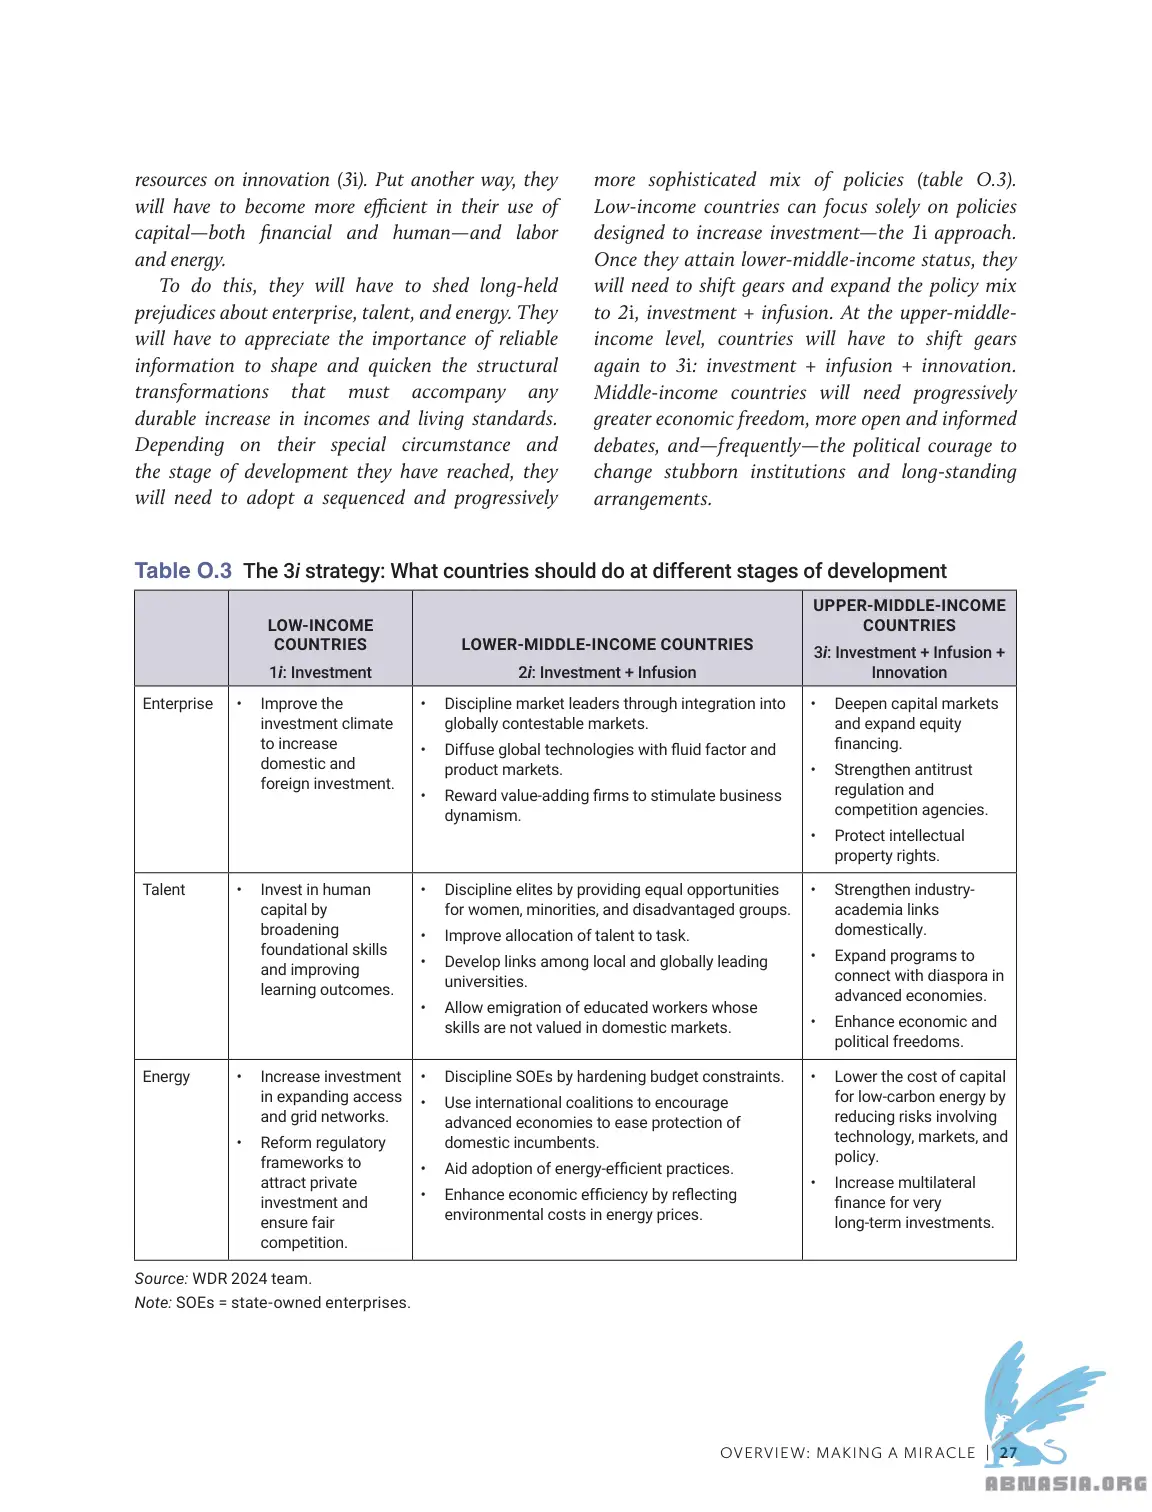 resources on innovation (3i). Put another way, they
will have to become more efficient in their use of
capital—both financial and human—and labor
and energy.
To do this, they will have to shed long-held
prejudices about enterprise, talent, and energy. They
will have to appreciate the importance of reliable
information to shape and quicken the structural
transformations that must accompany any
durable increase in incomes and living standards.
Depending on their special circumstance and
the stage of development they have reached, they
will need to adopt a sequenced and progressively
more sophisticated mix of policies (table O.3).
Low-income countries can focus solely on policies
designed to increase investment—the 1i approach.
Once they attain lower-middle-income status, they
will need to shift gears and expand the policy mix
to 2i, investment + infusion. At the upper-middle-
income level, countries will have to shift gears
again to 3i: investment + infusion + innovation.
Middle-income countries will need progressively
greater economic freedom, more open and informed
debates, and—frequently—the political courage to
change stubborn institutions and long-standing
arrangements.
Table O.3 The 3i strategy: What countries should do at different stages of development
LOW-INCOME
COUNTRIES
1i: Investment
LOWER-MIDDLE-INCOME COUNTRIES
2i: Investment + Infusion
UPPER-MIDDLE-INCOME
COUNTRIES
3i: Investment + Infusion +
Innovation
Enterprise
• Improve the
investment climate
to increase
domestic and
foreign investment.
• Discipline market leaders through integration into
globally contestable markets.
• Diffuse global technologies with fluid factor and
product markets.
• Reward value-adding firms to stimulate business
dynamism.
• Deepen capital markets
and expand equity
financing.
• Strengthen antitrust
regulation and
competition agencies.
• Protect intellectual
property rights.
Talent
• Invest in human
capital by
broadening
foundational skills
and improving
learning outcomes.
• Discipline elites by providing equal opportunities
for women, minorities, and disadvantaged groups.
• Improve allocation of talent to task.
• Develop links among local and globally leading
universities.
• Allow emigration of educated workers whose
skills are not valued in domestic markets.
• Strengthen industry-
academia links
domestically.
• Expand programs to
connect with diaspora in
advanced economies.
• Enhance economic and
political freedoms.
Energy
• Increase investment
in expanding access
and grid networks.
• Reform regulatory
frameworks to
attract private
investment and
ensure fair
competition.
• Discipline SOEs by hardening budget constraints.
• Use international coalitions to encourage
advanced economies to ease protection of
domestic incumbents.
• Aid adoption of energy-efficient practices.
• Enhance economic efficiency by reflecting
environmental costs in energy prices.
• Lower the cost of capital
for low-carbon energy by
reducing risks involving
technology, markets, and
policy.
• Increase multilateral
finance for very
long-term investments.
Source: WDR 2024 team.
Note: SOEs = state-owned enterprises.
OVERVIEW: MAKING A MIRACLE | 27
ABNASIA.ORG